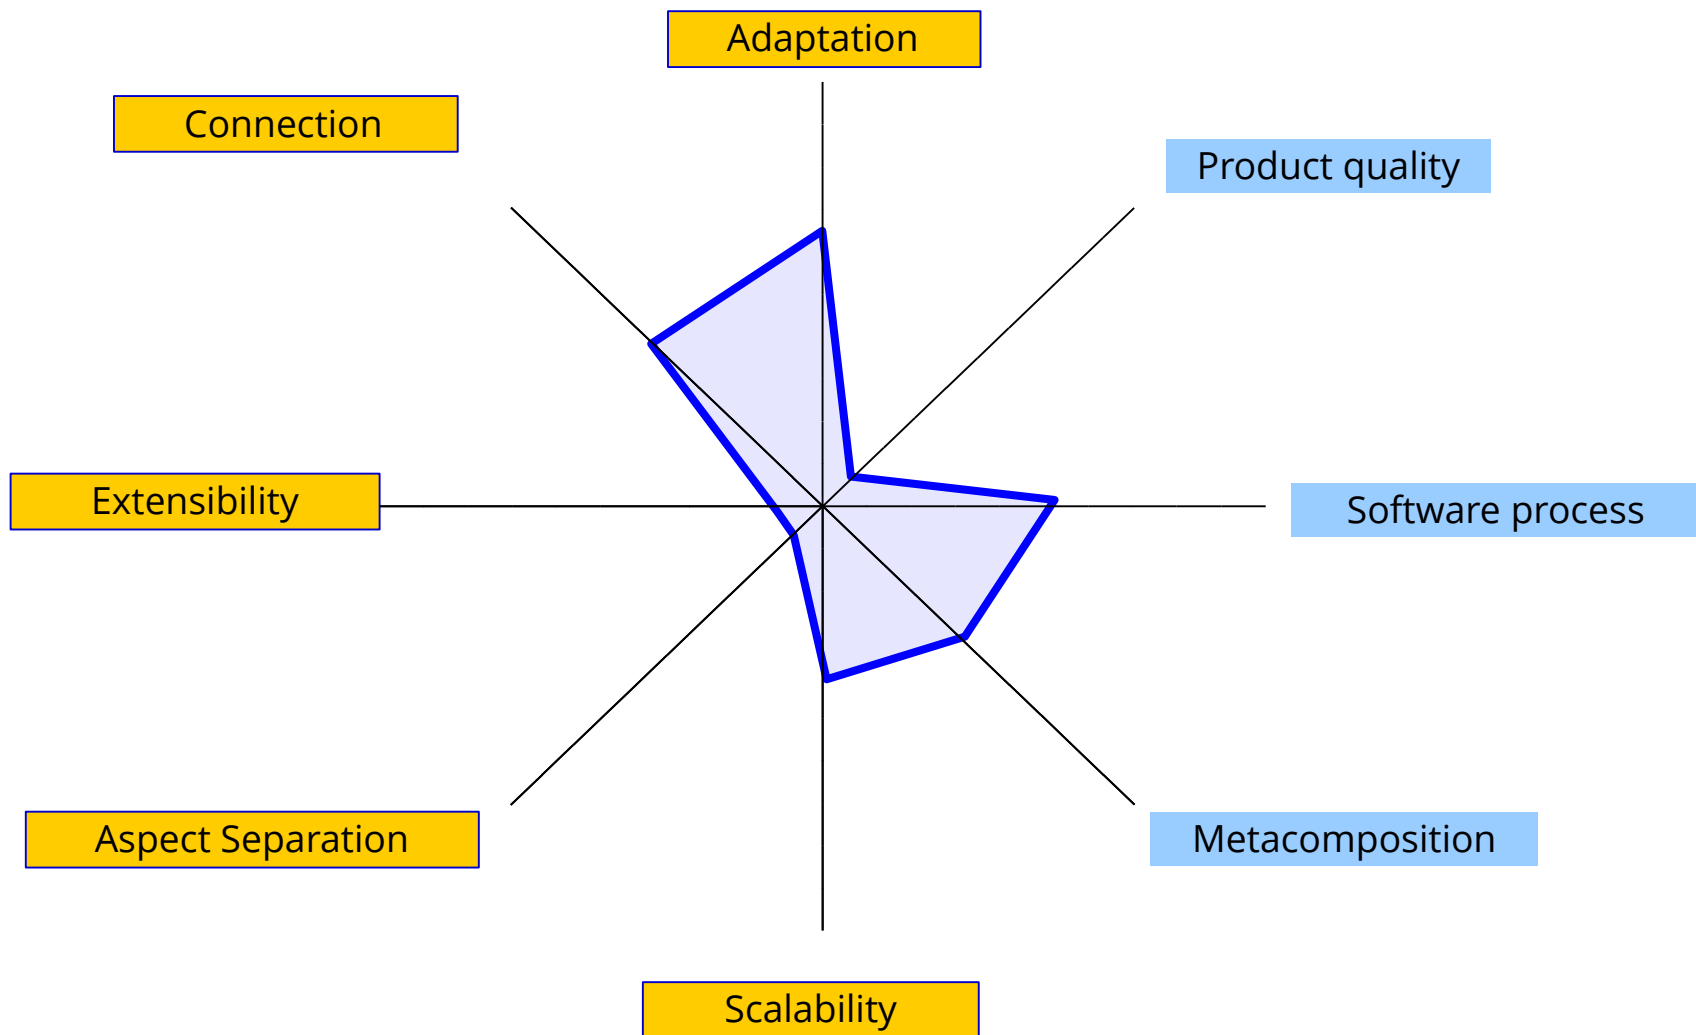 Adaptation
Connection
Product quality
Extensibility
Software process
Aspect Separation
Metacomposition
Scalability